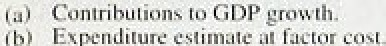 (a) Contributions to GDP growth.
(b) Expenditure estimate at factor cost.